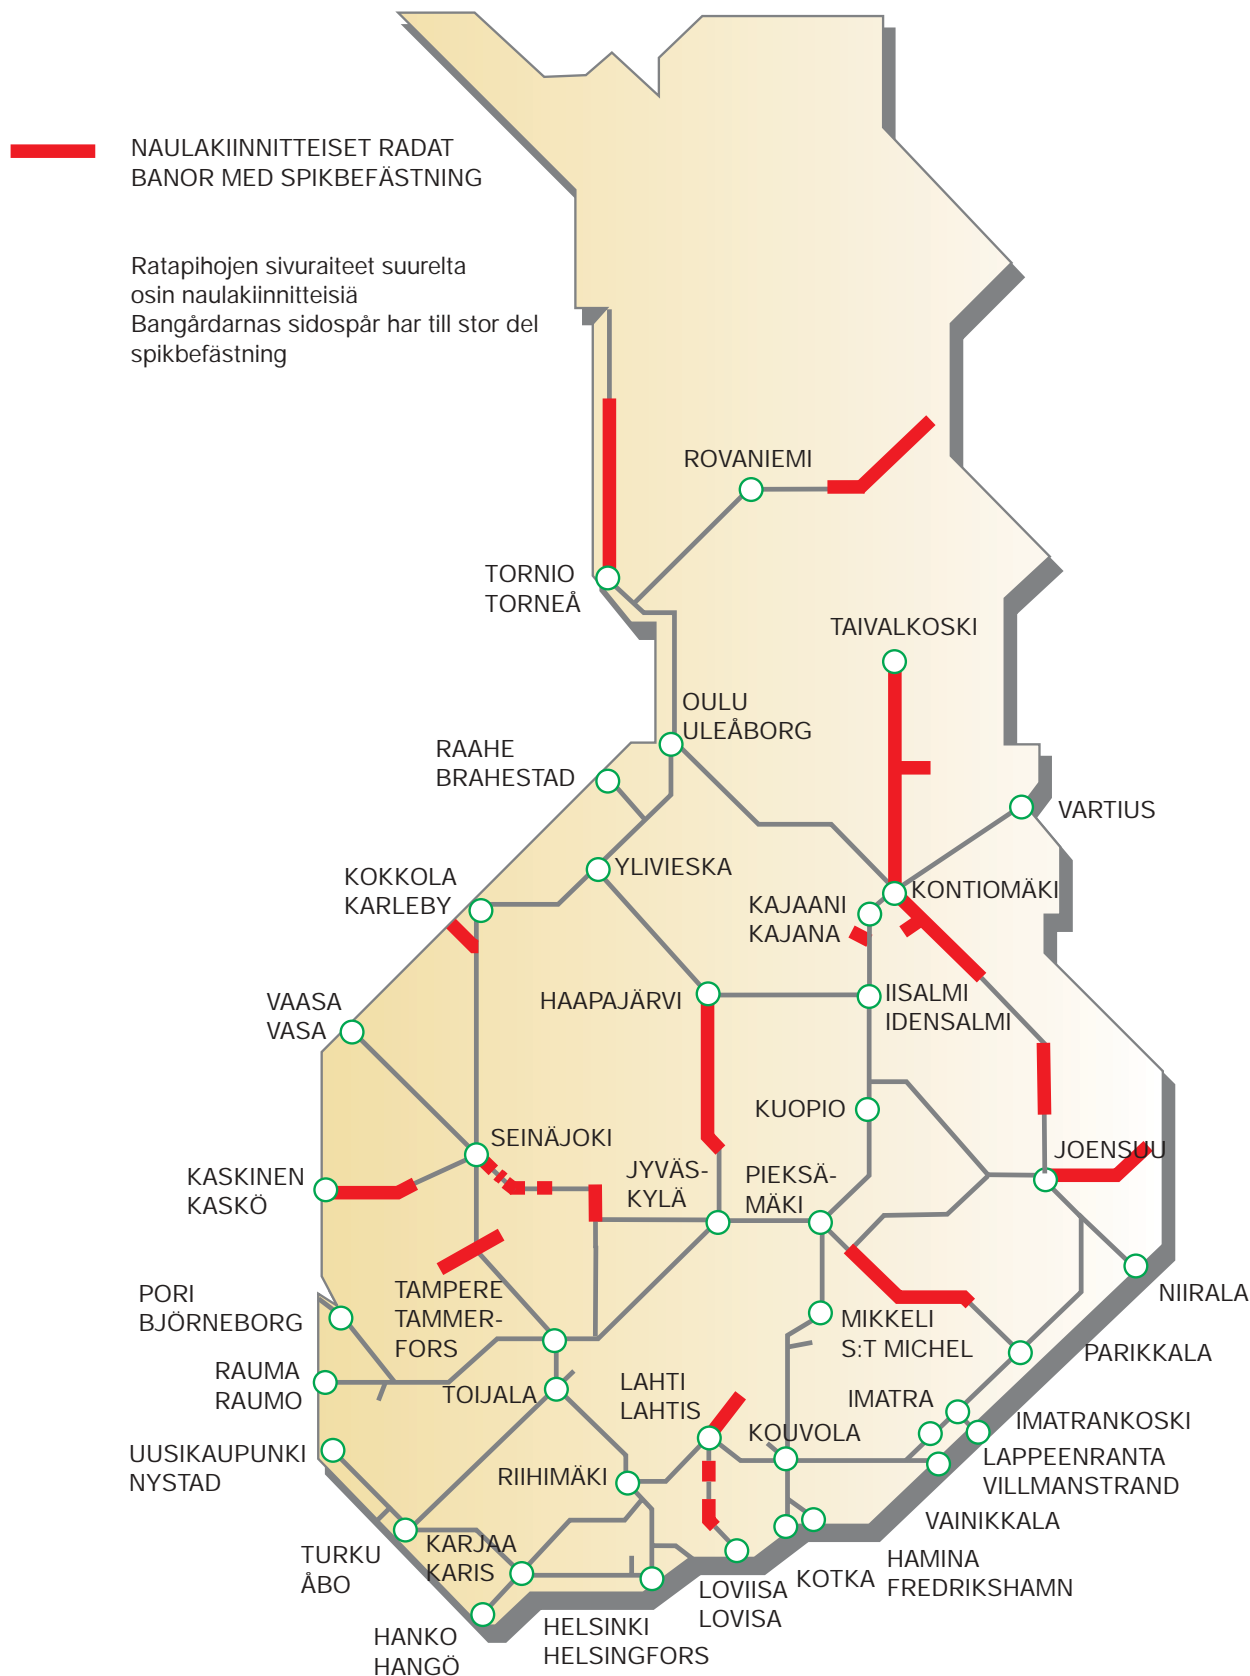 NAULAKIINNITTEISET RADAT
BANOR MED SPIKBEFÄSTNING
Ratapihojen sivuraiteet suurelta
osin naulakiinnitteisiä
Bangårdarnas sidospår har till stor del
spikbefästning
ROVANIEMI
TORNIO
TORNEÅ
TAIVALKOSKI
OULU
ULEÅBORG
RAAHE
BRAHESTAD
VARTIUS
YLIVIESKA
KOKKOLA
KARLEBY
KONTIOMÄKI
KAJAANI
KAJANA
VAASA
VASA
HAAPAJÄRVI
IISALMI
IDENSALMI
KUOPIO
SEINÄJOKI
JOENSUU
KASKINEN
KASKÖ
JYVÄS-
KYLÄ
PIEKSÄ-
MÄKI
PORI
BJÖRNEBORG
TAMPERE
TAMMER-
FORS
NIIRALA
MIKKELI
S:T MICHEL
PARIKKALA
RAUMA
RAUMO
TOIJALA
LAHTI
LAHTIS
IMATRA
IMATRANKOSKI
KOUVOLA
UUSIKAUPUNKI
NYSTAD
RIIHIMÄKI
LAPPEENRANTA
VILLMANSTRAND
VAINIKKALA
TURKU
ÅBO
KARJAA
KARIS
HAMINA
FREDRIKSHAMN
KOTKA
LOVIISA
LOVISA
HELSINKI
HELSINGFORS
HANKO
HANGÖ